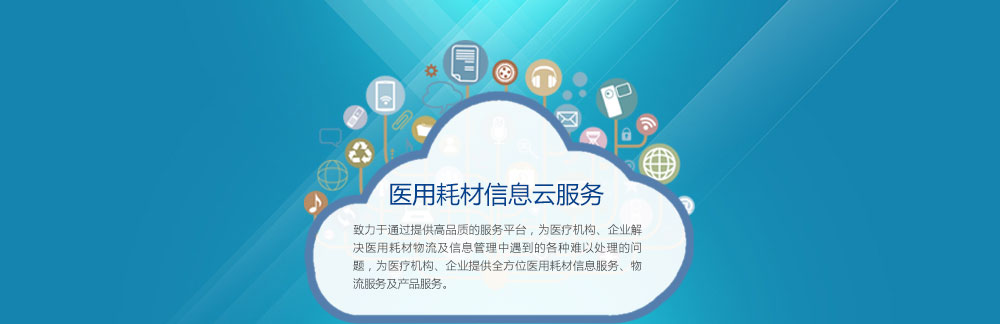 医用耗材信息云服务
致力于通过提供高品质的服务平台，为医疗机构、企业解
决医用耗材物流及信息管理中遇到的各种难以处理的问
题，为医疗机构、企业提供全方位医用耗材信息服务、物
流服务及产品服务。